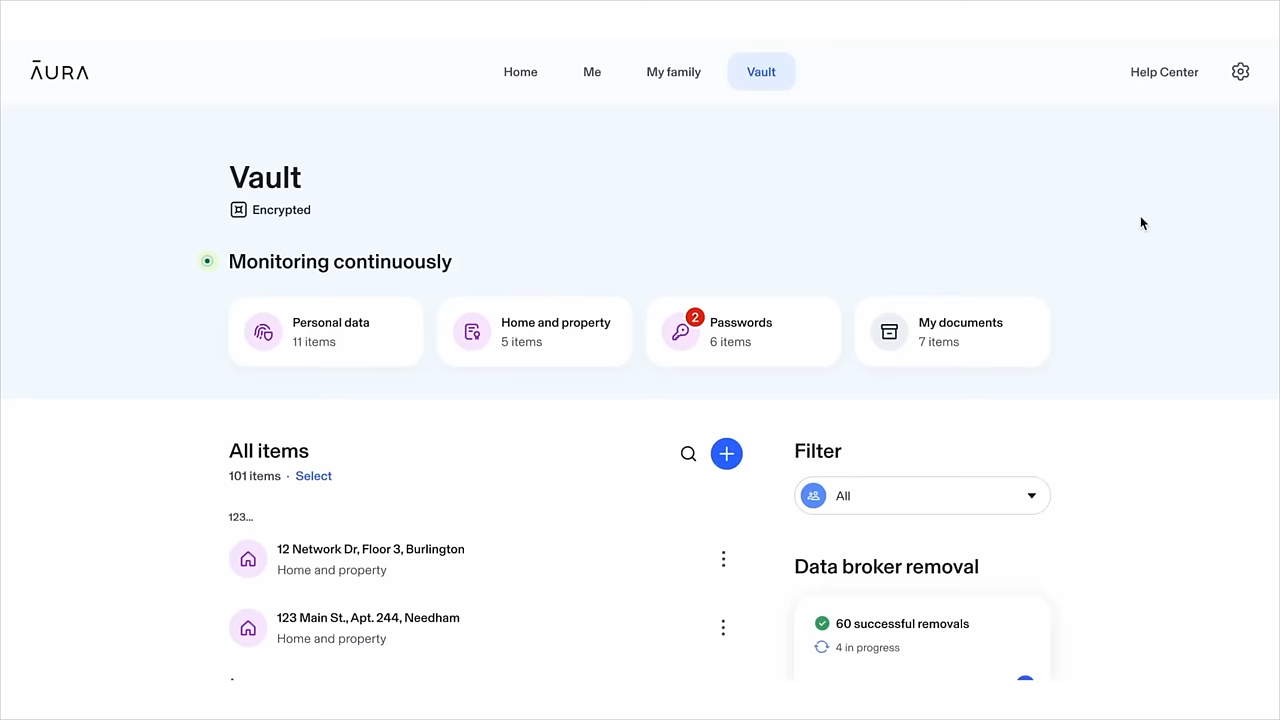 ĀURA
Home
Me
My family
Vault
Help Center
Vault
Encrypted
Monitoring continuously
Personal data
11 items
Home and property
5 items
2
Passwords
6 items
My documents
7 items
All items
101 items · Select
123...
12 Network Dr, Floor 3, Burlington
Home and property
123 Main St., Apt. 244, Needham
Home and property
Filter
All
Data broker removal
60 successful removals
4 in progress